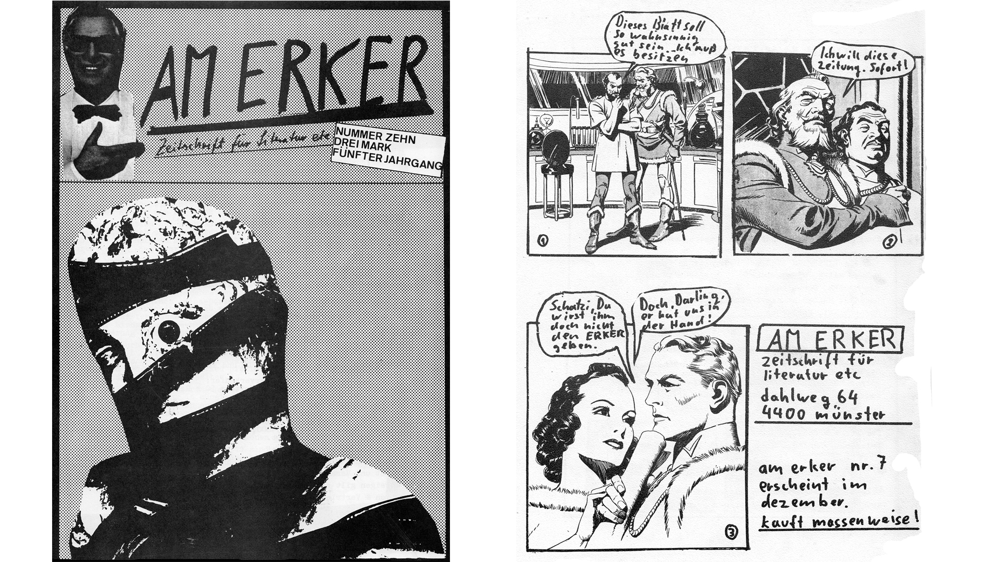 AM ERKER
Zeitschrift für Literatur etc
NUMMER ZEHN
DREI MARK
FÜNFTER JAHRGANG
Dieses Blatt soll
so wahnsinnig
gut sein. Ich muß
es besitzen
1
Ich will diese
Zeitung. Sofort!
2
Schatzi, Du
wirst ihm
doch nicht
den ERKER
geben.
Doch, Darling,
er hat uns in
der Hand!
3
AM ERKER
zeitschrift für
literatur etc
dahlweg 64
4400 münster
am erker nr. 7
erscheint im
dezember.
kauft massenweise!